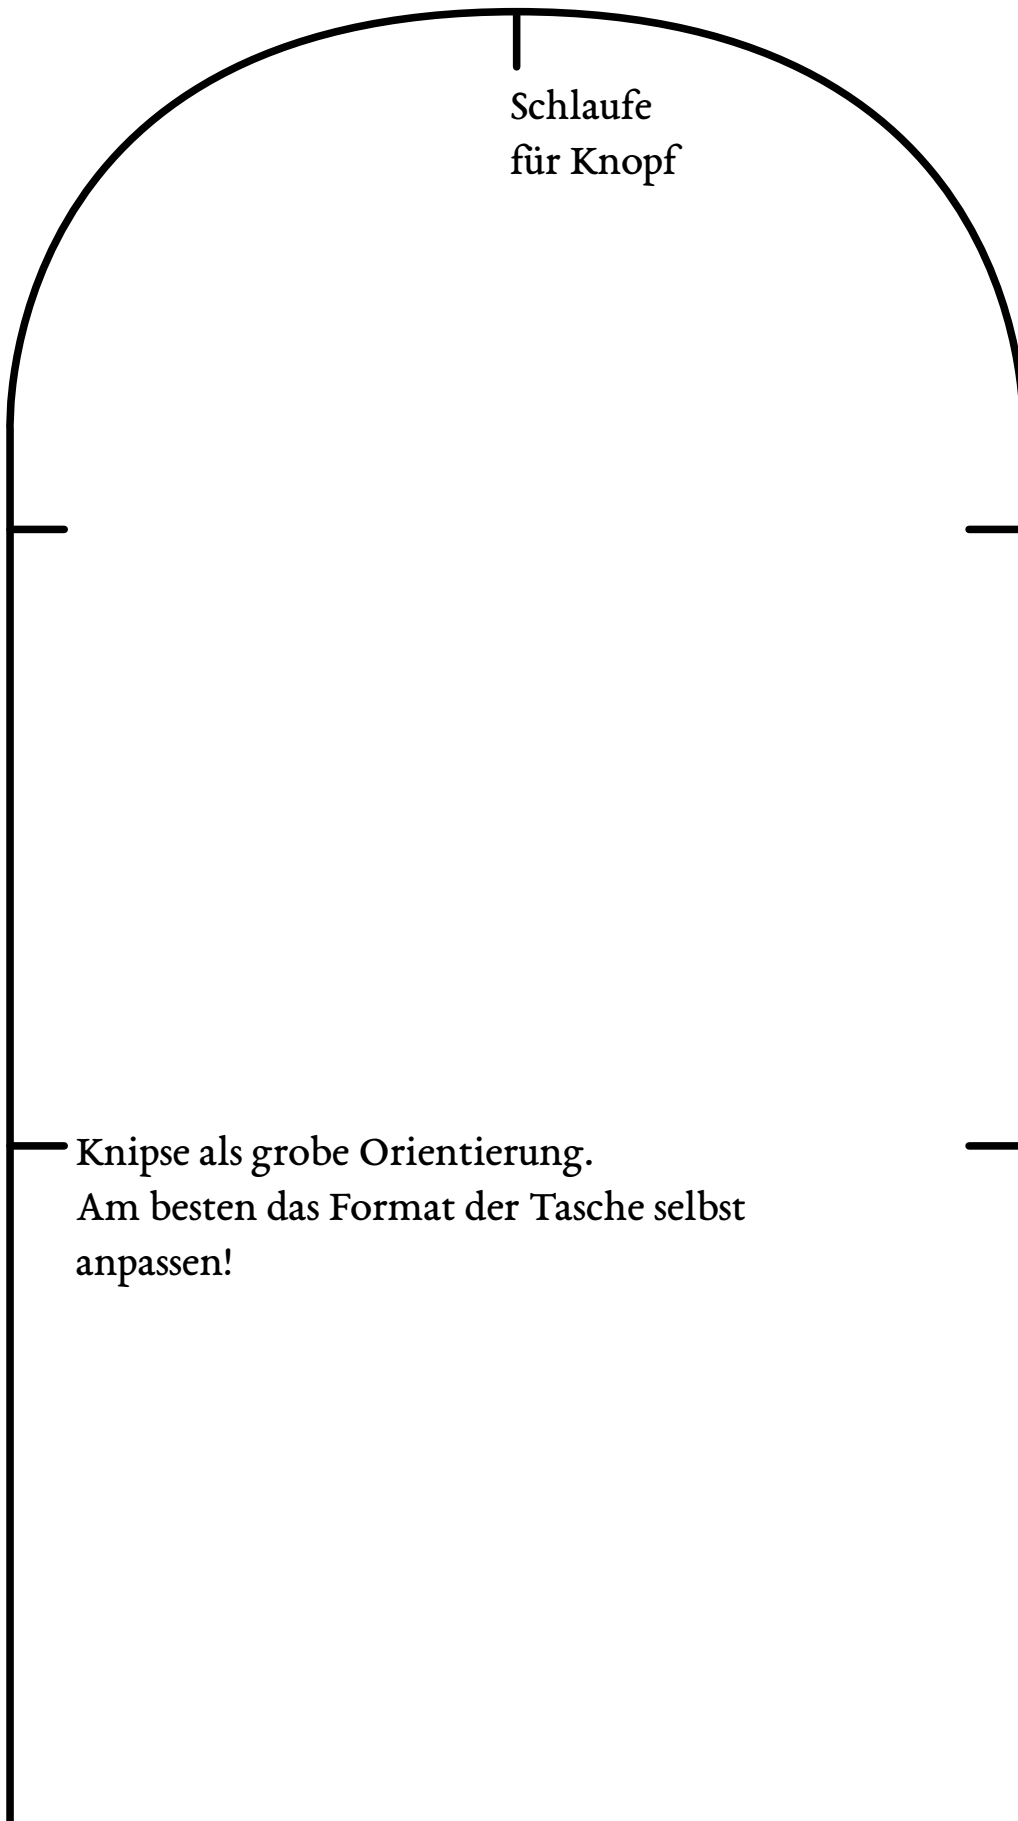 Schlaufe
für Knopf
Knipse als grobe Orientierung.
Am besten das Format der Tasche selbst
anpassen!